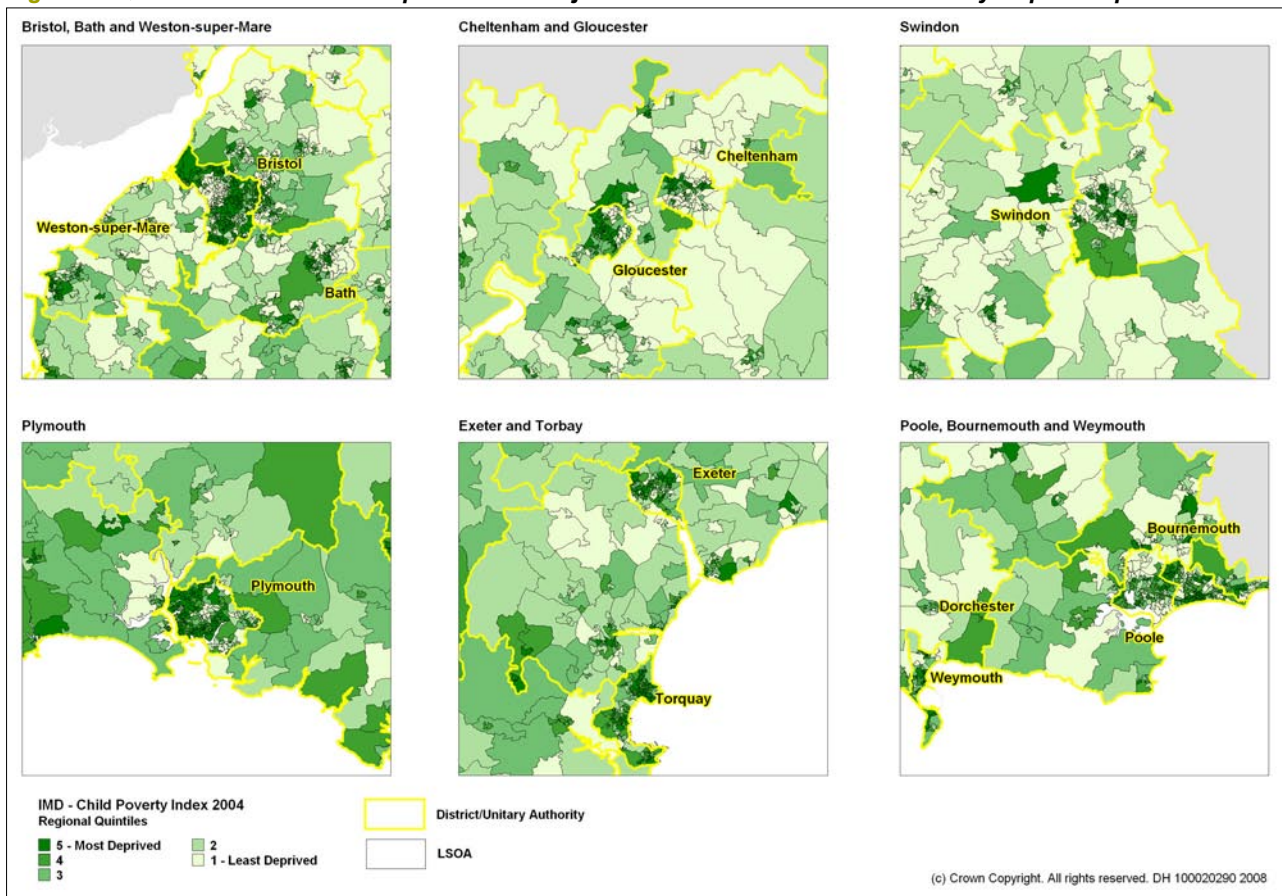 Bristol, Bath and Weston-super-Mare
Cheltenham and Gloucester
Swindon
Bristol
Weston-super-Mare
Bath
Cheltenham
Gloucester
Swindon
Plymouth
Exeter and Torbay
Poole, Bournemouth and Weymouth
Plymouth
Exeter
Torquay
Bournemouth
Dorchester
Poole
Weymouth
IMD - Child Poverty Index 2004
Regional Quintiles
5 - Most Deprived
4
3
2
1 - Least Deprived
District/Unitary Authority
LSOA
(c) Crown Copyright. All rights reserved. DH 100020290 2008